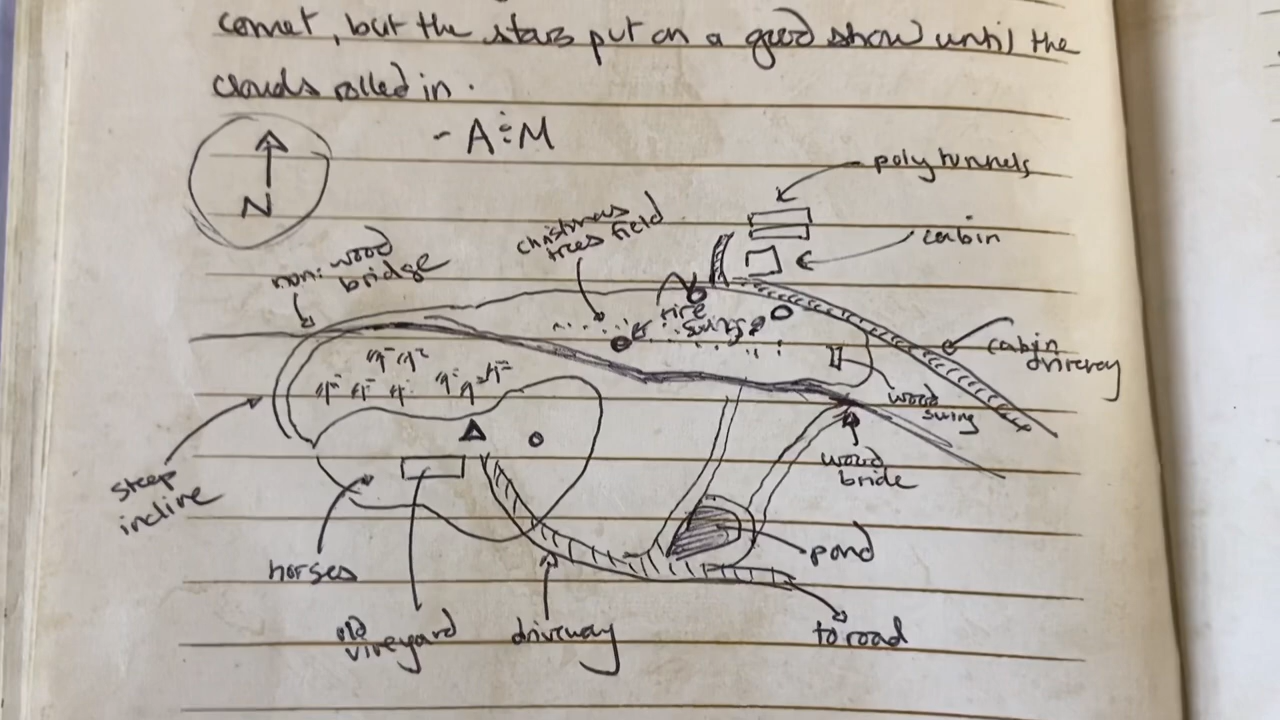 comet, but the stars put on a good show until the
clouds rolled in.
- A÷M
N
poly tunnels
cabin
christmas
trees field
non-wood
bridge
tire
swing
cabin
driveway
wood
swing
wood
bride
steep
incline
horses
old
vineyard
driveway
pond
to road